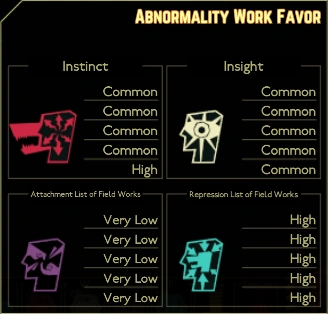 Abnormality Work Favor
Instinct
Common
Common
Common
Common
High
Insight
Common
Common
Common
Common
Common
Attachment List of Field Works
Very Low
Very Low
Very Low
Very Low
Very Low
Repression List of Field Works
High
High
High
High
High